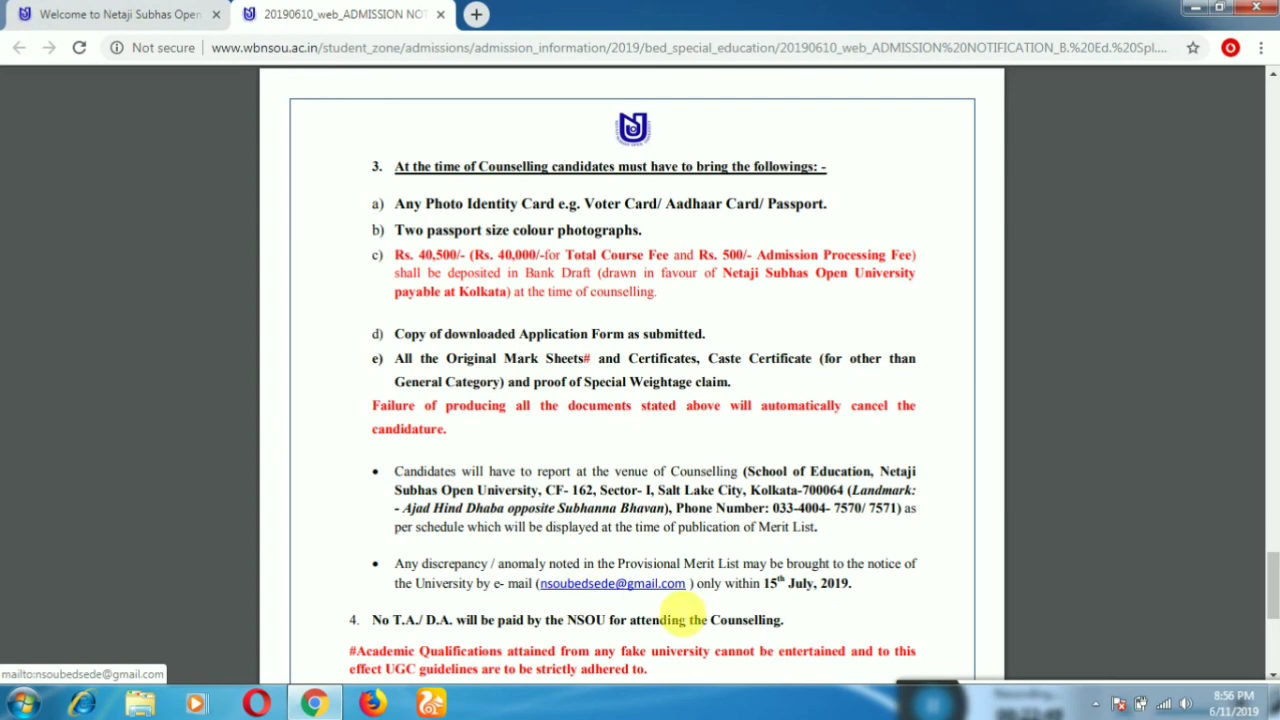 Welcome to Netaji Subhas Open
20190610_web_ADMISSION NOT
Not secure
www.wbnsou.ac.in/student_zone/admissions/admission_information/2019/bed_special_education/20190610_web_ADMISSION%20NOTIFICATION_B.%20Ed.%20Spl....
3. At the time of Counselling candidates must have to bring the followings: -
a) Any Photo Identity Card e.g. Voter Card/ Aadhaar Card/ Passport.
b) Two passport size colour photographs.
c) Rs. 40,500/- (Rs. 40,000/-for Total Course Fee and Rs. 500/- Admission Processing Fee)
shall be deposited in Bank Draft (drawn in favour of Netaji Subhas Open University
payable at Kolkata) at the time of counselling.
d) Copy of downloaded Application Form as submitted.
e) All the Original Mark Sheets# and Certificates, Caste Certificate (for other than
General Category) and proof of Special Weightage claim.
Failure of producing all the documents stated above will automatically cancel the
candidature.
• Candidates will have to report at the venue of Counselling (School of Education, Netaji
Subhas Open University, CF- 162, Sector- I, Salt Lake City, Kolkata-700064 (Landmark:
- Ajad Hind Dhaba opposite Subhanna Bhavan), Phone Number: 033-4004- 7570/ 7571) as
per schedule which will be displayed at the time of publication of Merit List.
• Any discrepancy / anomaly noted in the Provisional Merit List may be brought to the notice of
the University by e- mail (nsoubedsede@gmail.com ) only within 15th July, 2019.
4. No T.A./ D.A. will be paid by the NSOU for attending the Counselling.
#Academic Qualifications attained from any fake university cannot be entertained and to this
effect UGC guidelines are to be strictly adhered to.
mailto:nsoubedsede@gmail.com
8:56 PM
6/11/2019